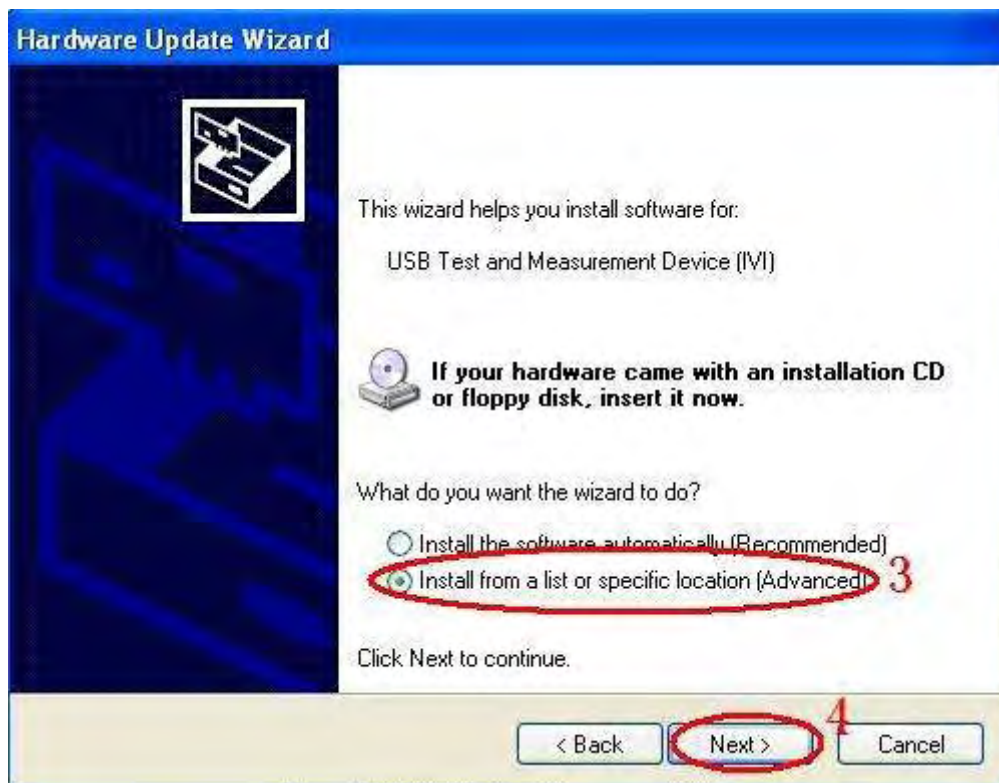 Hardware Update Wizard
This wizard helps you install software for:
USB Test and Measurement Device (IVI)
If your hardware came with an installation CD
or floppy disk, insert it now.
What do you want the wizard to do?
Install the software automatically (Recommended)
Install from a list or specific location (Advanced) 3
Click Next to continue.
4
< Back Next > Cancel